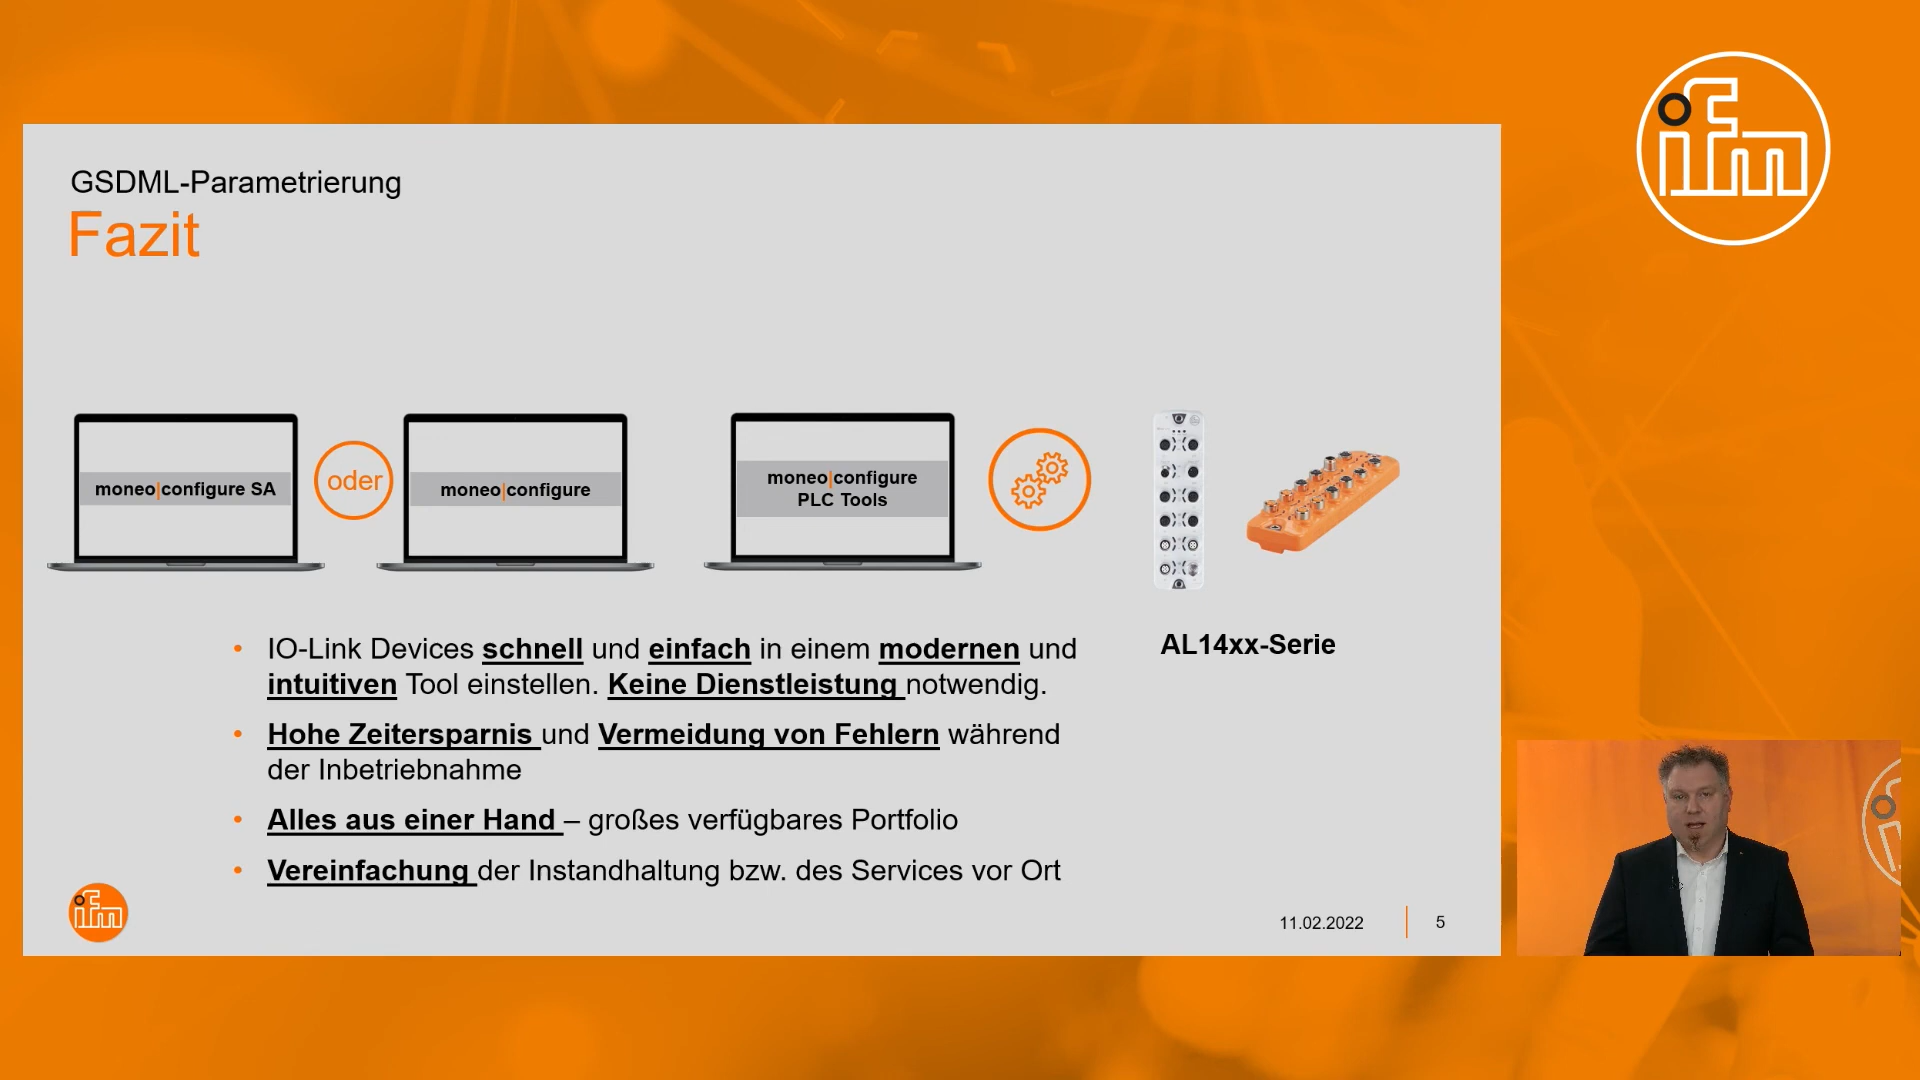 ifm
GSDML-Parametrierung
Fazit
moneo|configure SA
oder
moneo|configure
moneo|configure
PLC Tools
• IO-Link Devices schnell und einfach in einem modernen und
intuitiven Tool einstellen. Keine Dienstleistung notwendig.
• Hohe Zeitersparnis und Vermeidung von Fehlern während
der Inbetriebnahme
• Alles aus einer Hand – großes verfügbares Portfolio
• Vereinfachung der Instandhaltung bzw. des Services vor Ort
AL14xx-Serie
ifm
11.02.2022
5